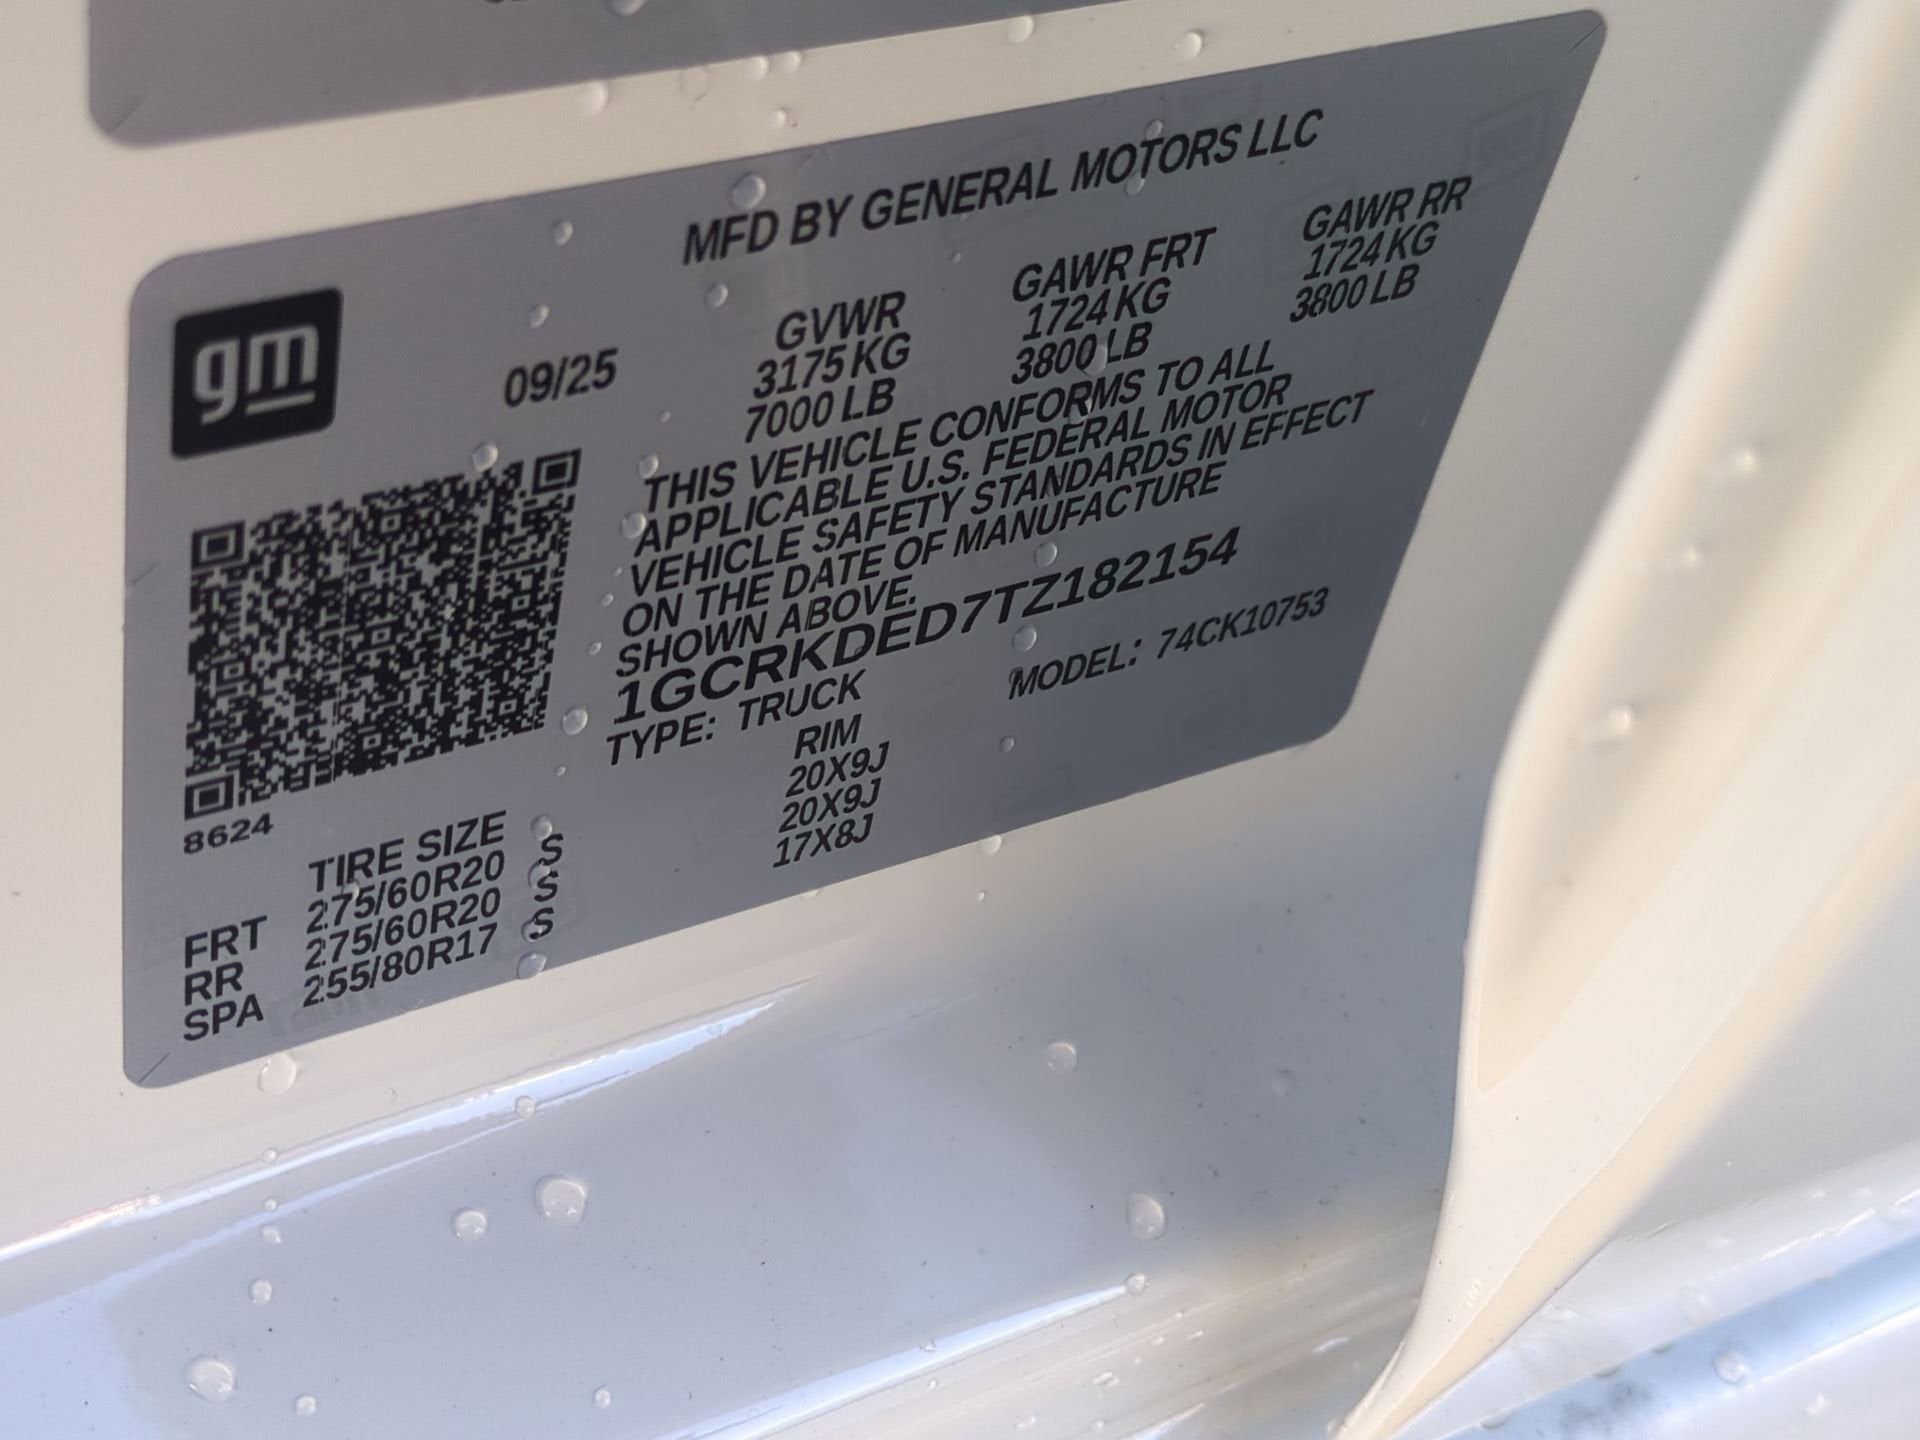 MFD BY GENERAL MOTORS LLC
gm
09/25
GVWR GAWR FRT GAWR RR
3175 KG 1724 KG 1724 KG
7000 LB 3800 LB 3800 LB
THIS VEHICLE CONFORMS TO ALL
APPLICABLE U.S. FEDERAL MOTOR
VEHICLE SAFETY STANDARDS IN EFFECT
ON THE DATE OF MANUFACTURE
SHOWN ABOVE.
1GCRKDED7TZ182154
TYPE: TRUCK MODEL: 74CK10753
8624
TIRE SIZE RIM
FRT 275/60R20 S 20X9J
RR 275/60R20 S 20X9J
SPA 255/80R17 S 17X8J